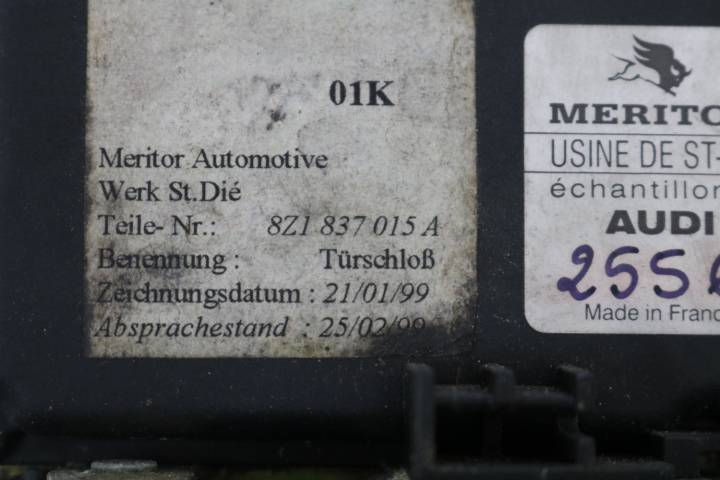 01K
Meritor Automotive
Werk St.Dié
Teile- Nr.: 8Z1 837 015 A
Benennung : Türschloß
Zeichnungsdatum : 21/01/99
Absprachestand : 25/02/99
MERITO
USINE DE ST-
échantillon
AUDI
255
Made in Franc